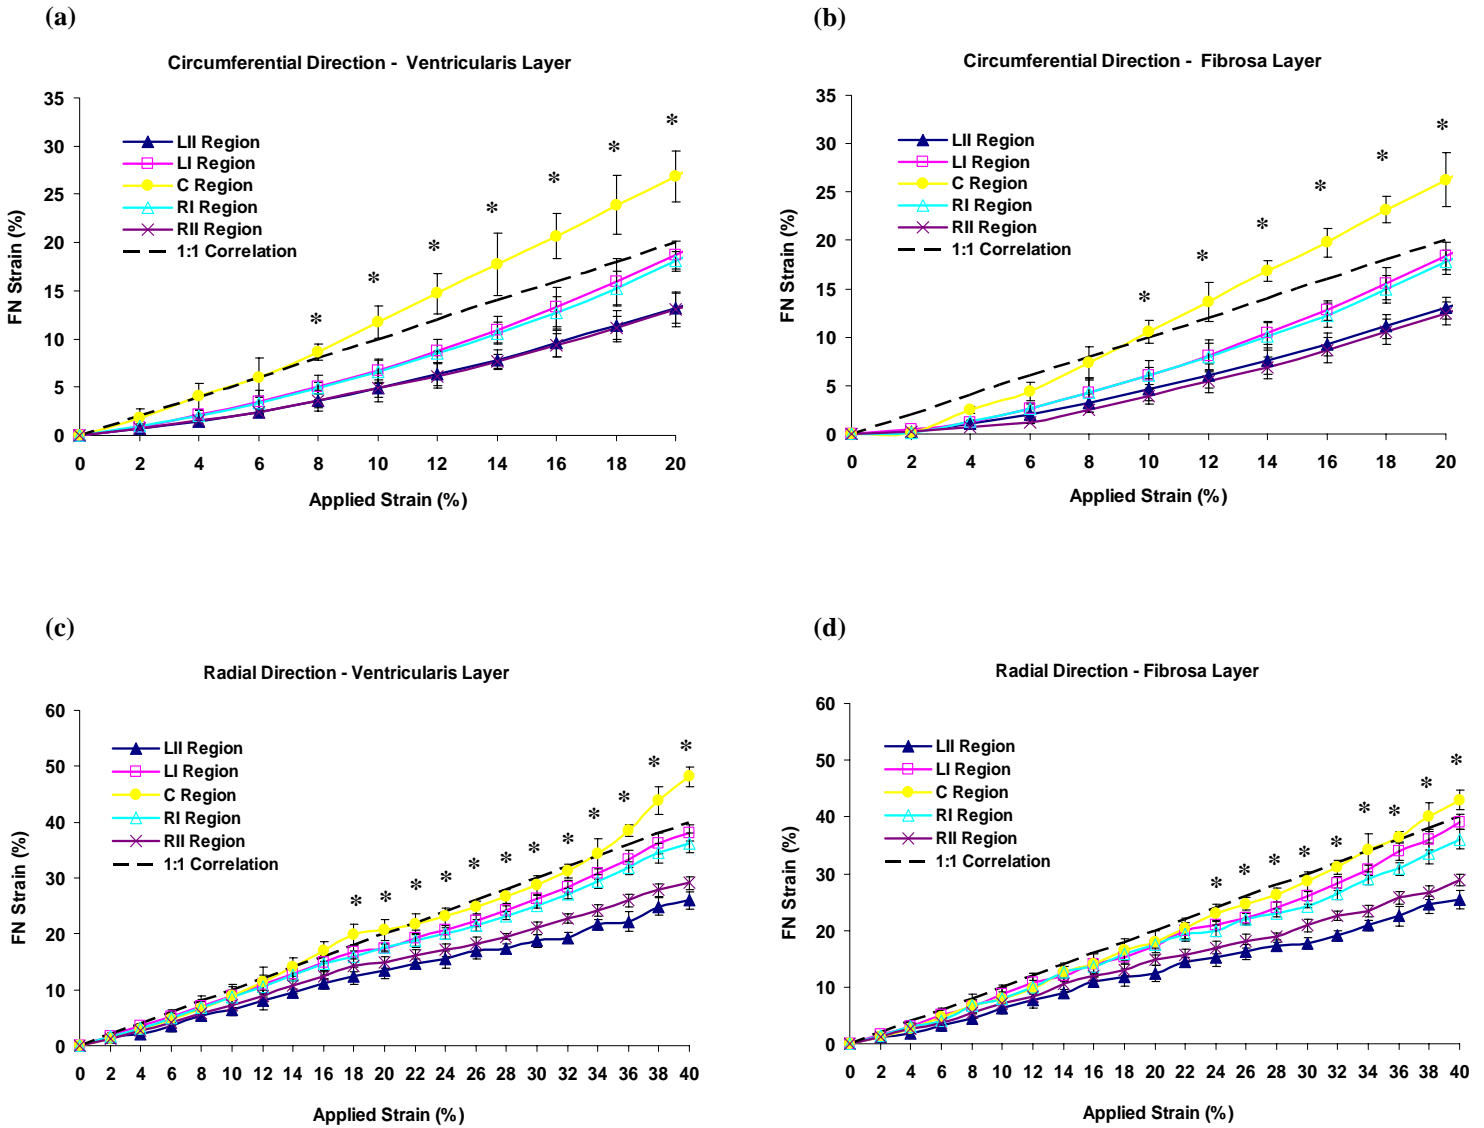 (a)
Circumferential Direction - Ventricularis Layer
35
30
25
20
15
10
5
0
FN Strain (%)
LII Region
LI Region
C Region
RI Region
RII Region
1:1 Correlation
* * * * * * *
0 2 4 6 8 10 12 14 16 18 20
Applied Strain (%)
(b)
Circumferential Direction - Fibrosa Layer
35
30
25
20
15
10
5
0
FN Strain (%)
LII Region
LI Region
C Region
RI Region
RII Region
1:1 Correlation
* * * * * *
0 2 4 6 8 10 12 14 16 18 20
Applied Strain (%)
(c)
Radial Direction - Ventricularis Layer
60
50
40
30
20
10
0
FN Strain (%)
LII Region
LI Region
C Region
RI Region
RII Region
1:1 Correlation
* * * * * * * * * * * *
0 2 4 6 8 10 12 14 16 18 20 22 24 26 28 30 32 34 36 38 40
Applied Strain (%)
(d)
Radial Direction - Fibrosa Layer
60
50
40
30
20
10
0
FN Strain (%)
LII Region
LI Region
C Region
RI Region
RII Region
1:1 Correlation
* * * * * * * * *
0 2 4 6 8 10 12 14 16 18 20 22 24 26 28 30 32 34 36 38 40
Applied Strain (%)